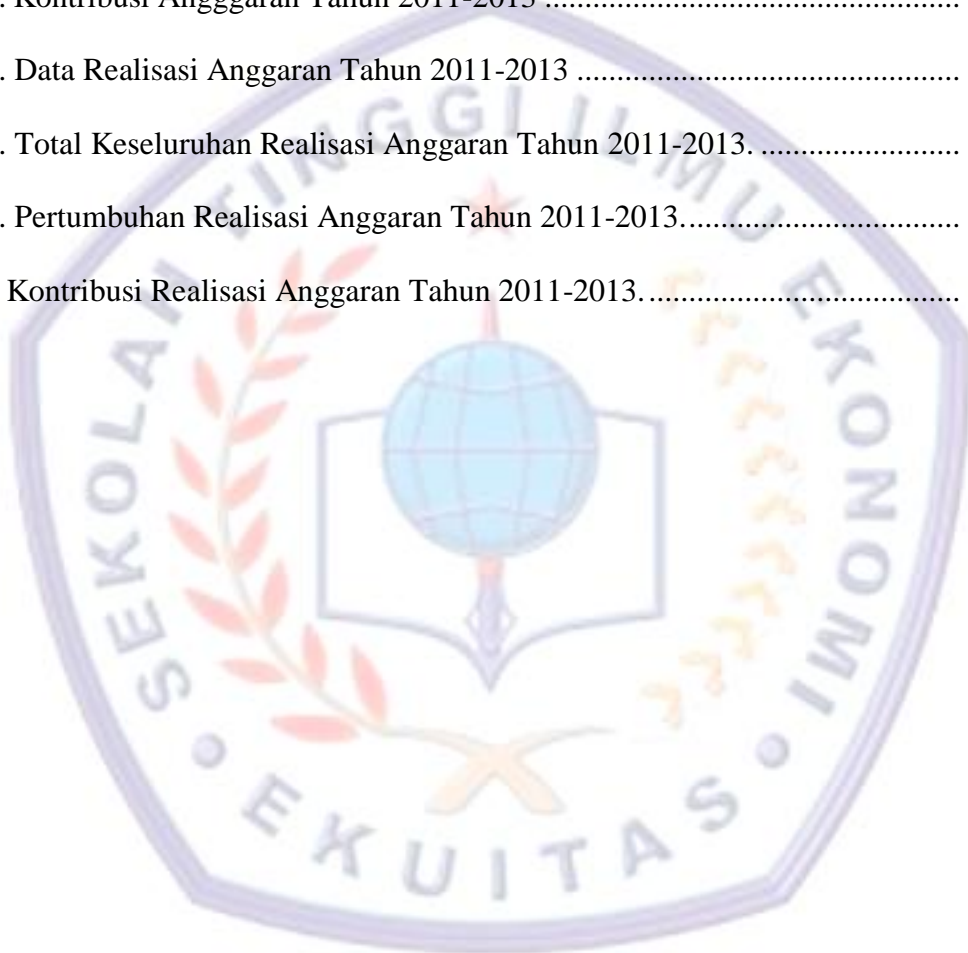 . Kontribusi Angggaran Tahun 2011-2013 ..................................................
. Data Realisasi Anggaran Tahun 2011-2013 ..............................................
. Total Keseluruhan Realisasi Anggaran Tahun 2011-2013. ........................
. Pertumbuhan Realisasi Anggaran Tahun 2011-2013..................................
Kontribusi Realisasi Anggaran Tahun 2011-2013. ......................................
SEKOLAH TINGGI ILMU EKONOMI
• EKUITAS •